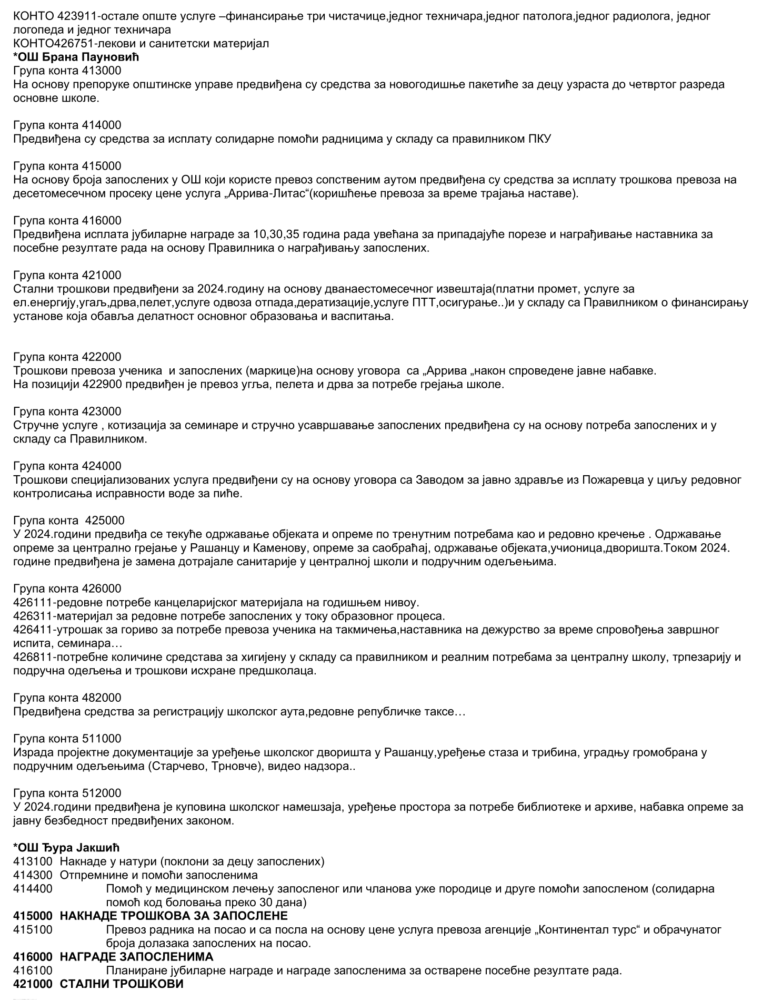 КОНТО 423911-остале опште услуге –финансирање три чистачице,једног техничара,једног патолога,једног радиолога, једног
логопеда и једног техничара
КОНТО426751-лекови и санитетски материјал
*ОШ Брана Пауновић
Група конта 413000
На основу препоруке општинске управе предвиђена су средства за новогодишње пакетиће за децу узраста до четвртог разреда
основне школе.
Група конта 414000
Предвиђена су средства за исплату солидарне помоћи радницима у складу са правилником ПКУ
Група конта 415000
На основу броја запослених у ОШ који користе превоз сопственим аутом предвиђена су средства за исплату трошкова превоза на
десетомесечном просеку цене услуга „Аррива-Литас“(коришћење превоза за време трајања наставе).
Група конта 416000
Предвиђена исплата јубиларне награде за 10,30,35 година рада увећана за припадајуће порезе и награђивање наставника за
посебне резултате рада на основу Правилника о награђивању запослених.
Група конта 421000
Стални трошкови предвиђени за 2024.годину на основу дванаестомесечног извештаја(платни промет, услуге за
ел.енергију,угаљ,дрва,пелет,услуге одвоза отпада,дератизације,услуге ПТТ,осигурање..)и у складу са Правилником о финансирању
установе која обавља делатност основног образовања и васпитања.
Група конта 422000
Трошкови превоза ученика  и запослених (маркице)на основу уговора  са „Аррива „након спроведене јавне набавке.
На позицији 422900 предвиђен је превоз угља, пелета и дрва за потребе грејања школе.
Група конта 423000
Стручне услуге , котизација за семинаре и стручно усавршавање запослених предвиђена су на основу потреба запослених и у
складу са Правилником.
Група конта 424000
Трошкови специјализованих услуга предвиђени су на основу уговора са Заводом за јавно здравље из Пожаревца у циљу редовног
контролисања исправности воде за пиће.
Група конта  425000
У 2024.години предвиђа се текуће одржавање објеката и опреме по тренутним потребама као и редовно кречење . Одржавање
опреме за централно грејање у Рашанцу и Каменову, опреме за саобраћај, одржавање објеката,учионица,дворишта.Током 2024.
године предвиђена је замена дотрајале санитарије у централној школи и подручним одељењима.
Група конта 426000
426111-редовне потребе канцеларијског материјала на годишњем нивоу.
426311-материјал за редовне потребе запослених у току образовног процеса.
426411-утрошак за гориво за потребе превоза ученика на такмичења,наставника на дежурство за време спровођења завршног
испита, семинара…
426811-потребне количине средстава за хигијену у складу са правилником и реалним потребама за централну школу, трпезарију и
подручна одељења и трошкови исхране предшколаца.
Група конта 482000
Предвиђена средства за регистрацију школског аута,редовне републичке таксе…
Група конта 511000
Израда пројектне документације за уређење школског дворишта у Рашанцу,уређење стаза и трибина, уградњу громобрана у
подручним одељењима (Старчево, Трновче), видео надзора..
Група конта 512000
У 2024.години предвиђена је куповина школског намешзаја, уређење простора за потребе библиотеке и архиве, набавка опреме за
јавну безбедност предвиђених законом.
*ОШ Ђура Јакшић
413100 Накнаде у натури (поклони за децу запослених)
414300 Отпремнине и помоћи запосленима
414400 Помоћ у медицинском лечењу запосленог или чланова уже породице и друге помоћи запосленом (солидарна
помоћ код боловања преко 30 дана)
415000 НАКНАДЕ ТРОШКОВА ЗА ЗАПОСЛЕНЕ
415100 Превоз радника на посао и са посла на основу цене услуга превоза агенције „Континентал турс“ и обрачунатог
броја долазака запослених на посао.
416000 НАГРАДЕ ЗАПОСЛЕНИМА
416100 Планиране јубиларне награде и награде запосленима за остварене посебне резултате рада.
421000 СТАЛНИ ТРОШКОВИ